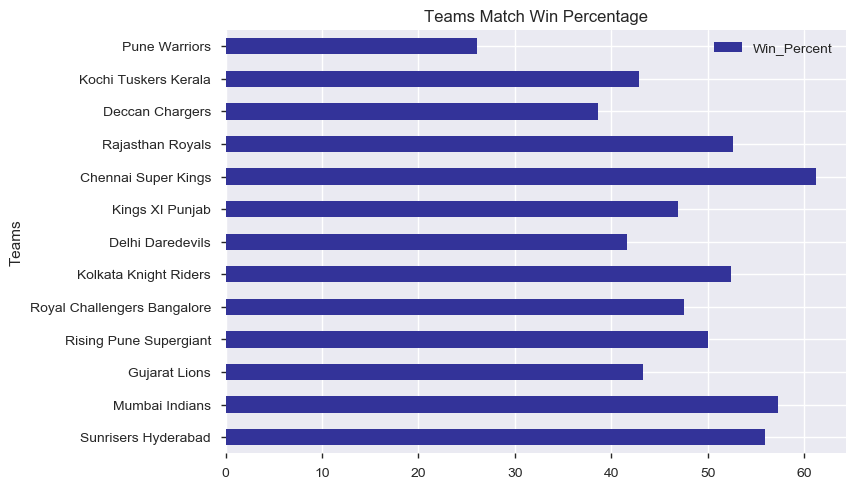 Teams Match Win Percentage
Win_Percent
Teams
Pune Warriors
Kochi Tuskers Kerala
Deccan Chargers
Rajasthan Royals
Chennai Super Kings
Kings XI Punjab
Delhi Daredevils
Kolkata Knight Riders
Royal Challengers Bangalore
Rising Pune Supergiant
Gujarat Lions
Mumbai Indians
Sunrisers Hyderabad
0 10 20 30 40 50 60